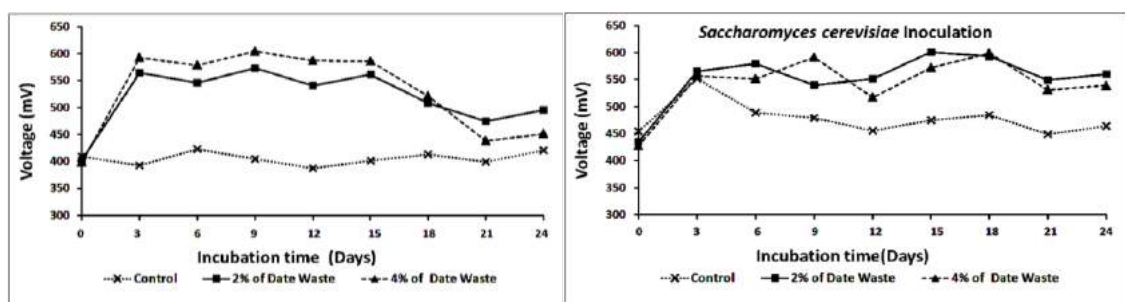 650
600
550
500
450
400
350
300
Voltage (mV)
0 3 6 9 12 15 18 21 24
Incubation time (Days)
Control 2% of Date Waste 4% of Date Waste
Saccharomyces cerevisiae Inoculation
650
600
550
500
450
400
350
300
Voltage (mV)
0 3 6 9 12 15 18 21 24
Incubation time(Days)
Control 2% of Date Waste 4% of Date Waste